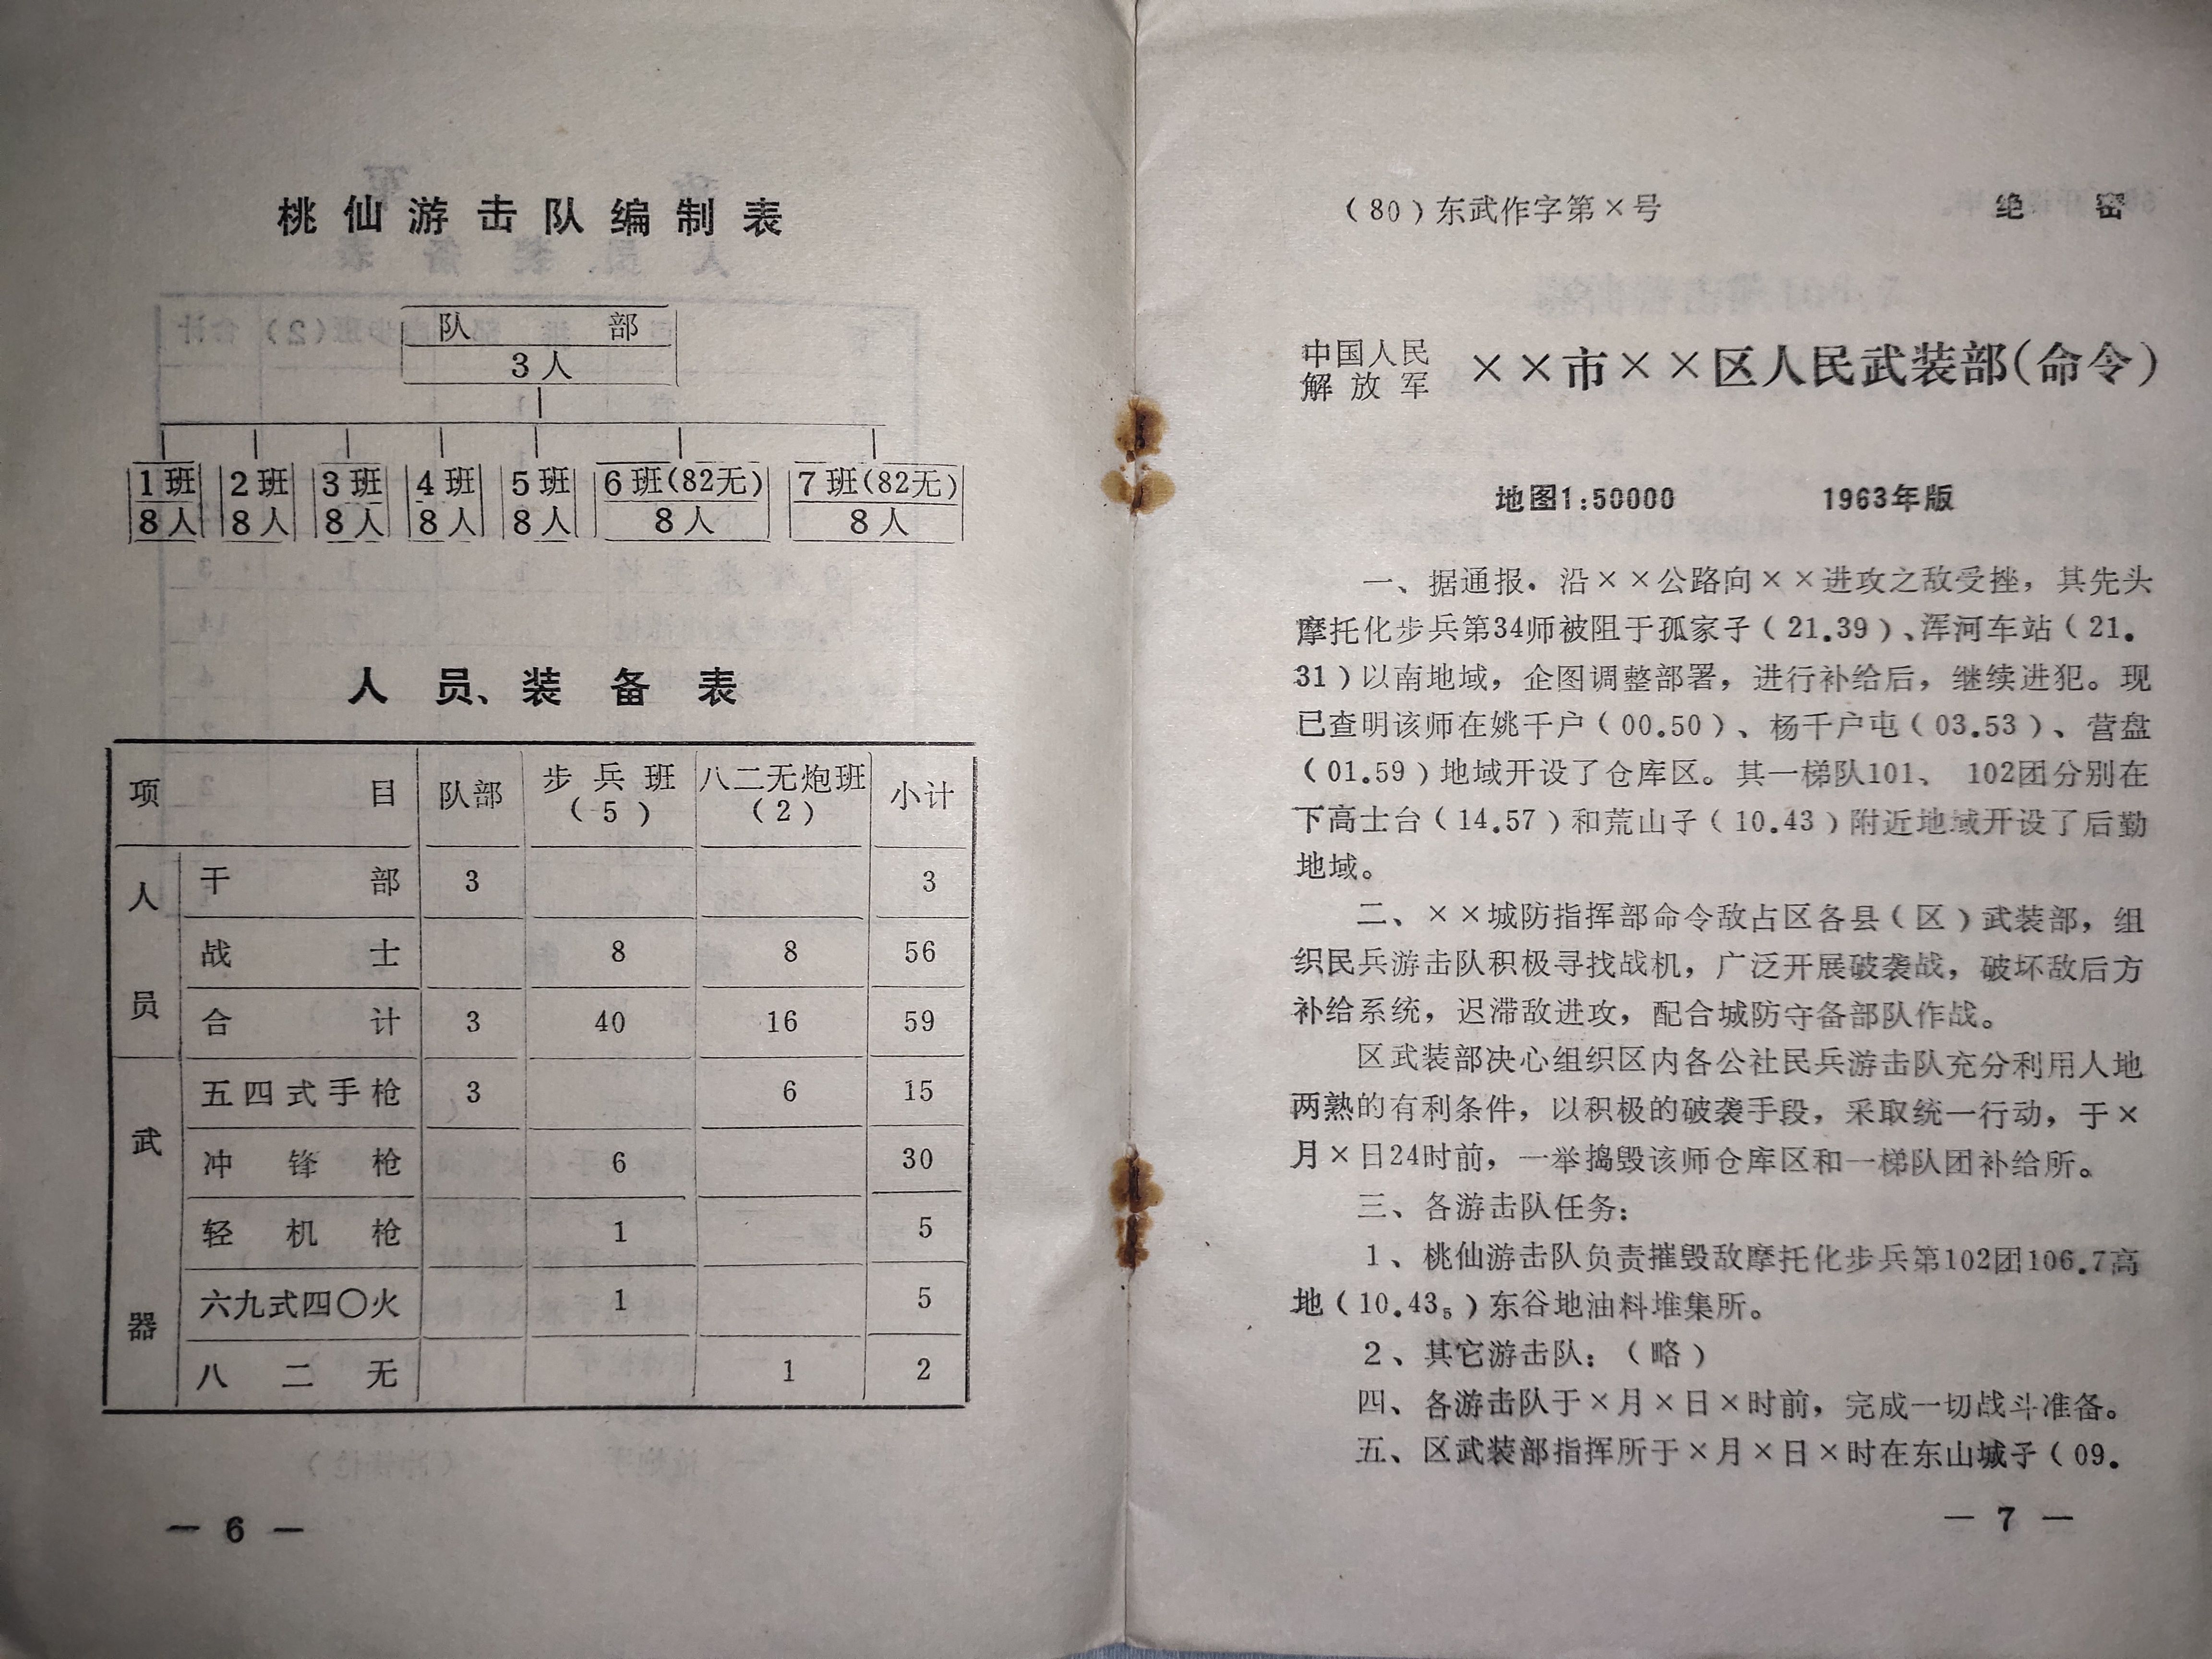 桃仙游击队编制表
队部
3人
1班 2班 3班 4班 5班 6班(82无) 7班(82无)
8人 8人 8人 8人 8人 8人 8人
人员、装备表
项目 队部 步兵班(5) 八二无炮班(2) 小计
人员 干部 3 3
战士 8 8 56
合计 3 40 16 59
武器 五四式手枪 3 6 15
冲锋枪 6 30
轻机枪 1 5
六九式四〇火 1 5
八二无 1 2
— 6 —
(80)东武作字第×号 绝密
中国人民解放军 ××市××区人民武装部(命令)
地图1:50000 1963年版
一、据通报．沿××公路向××进攻之敌受挫，其先头
摩托化步兵第34师被阻于孤家子(21.39)、浑河车站(21.
31)以南地域，企图调整部署，进行补给后，继续进犯。现
已查明该师在姚千户(00.50)、杨千户屯(03.53)、营盘
(01.59)地域开设了仓库区。其一梯队101、102团分别在
下高士台(14.57)和荒山子(10.43)附近地域开设了后勤
地域。
二、××城防指挥部命令敌占区各县(区)武装部，组
织民兵游击队积极寻找战机，广泛开展破袭战，破坏敌后方
补给系统，迟滞敌进攻，配合城防守备部队作战。
区武装部决心组织区内各公社民兵游击队充分利用人地
两熟的有利条件，以积极的破袭手段，采取统一行动，于×
月×日24时前，一举捣毁该师仓库区和一梯队团补给所。
三、各游击队任务：
1、桃仙游击队负责摧毁敌摩托化步兵第102团106.7高
地(10.43₅)东谷地油料堆集所。
2、其它游击队：(略)
四、各游击队于×月×日×时前，完成一切战斗准备。
五、区武装部指挥所于×月×日×时在东山城子(09.
— 7 —